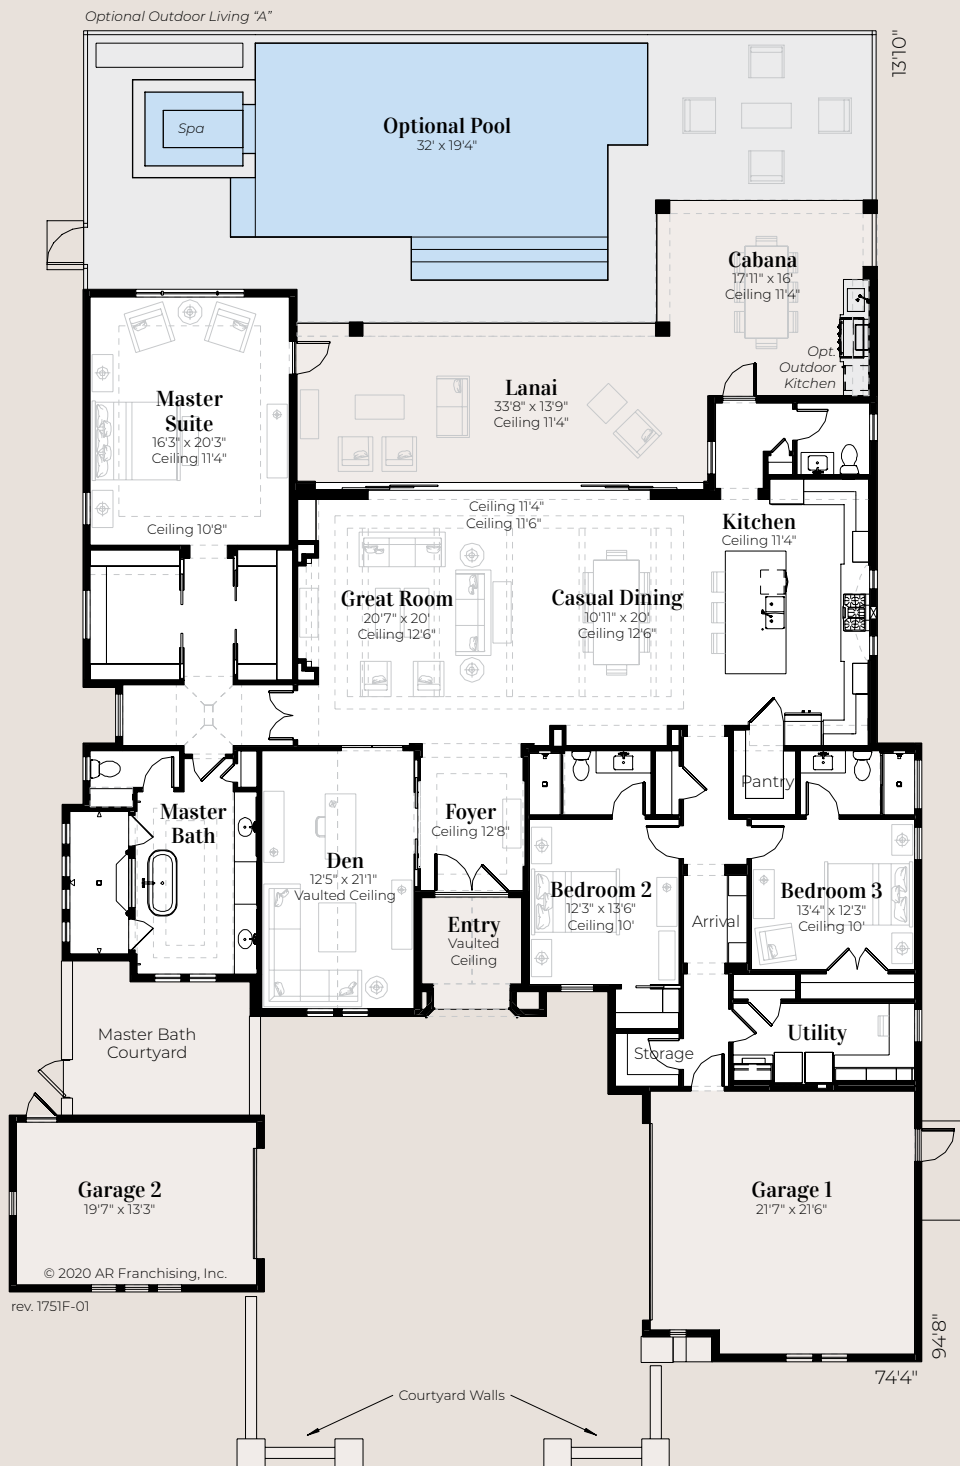 Optional Outdoor Living “A”
13'10"
Spa
Optional Pool
32' x 19'4"
Cabana
17'11" x 16'
Ceiling 11'4"
Opt.
Outdoor
Kitchen
Lanai
33'8" x 13'9"
Ceiling 11'4"
Master
Suite
16'3" x 20'3"
Ceiling 11'4"
Ceiling 10'8"
Ceiling 11'4"
Ceiling 11'6"
Kitchen
Ceiling 11'4"
Great Room
20'7" x 20'
Ceiling 12'6"
Casual Dining
10'11" x 20'
Ceiling 12'6"
Pantry
Master
Bath
Foyer
Ceiling 12'8"
Den
12'5" x 21'1"
Vaulted Ceiling
Entry
Vaulted
Ceiling
Bedroom 2
12'3" x 13'6"
Ceiling 10'
Arrival
Bedroom 3
13'4" x 12'3"
Ceiling 10'
Master Bath
Courtyard
Storage
Utility
Garage 2
19'7" x 13'3"
Garage 1
21'7" x 21'6"
© 2020 AR Franchising, Inc.
rev. 1751F-01
94'8"
74'4"
Courtyard Walls